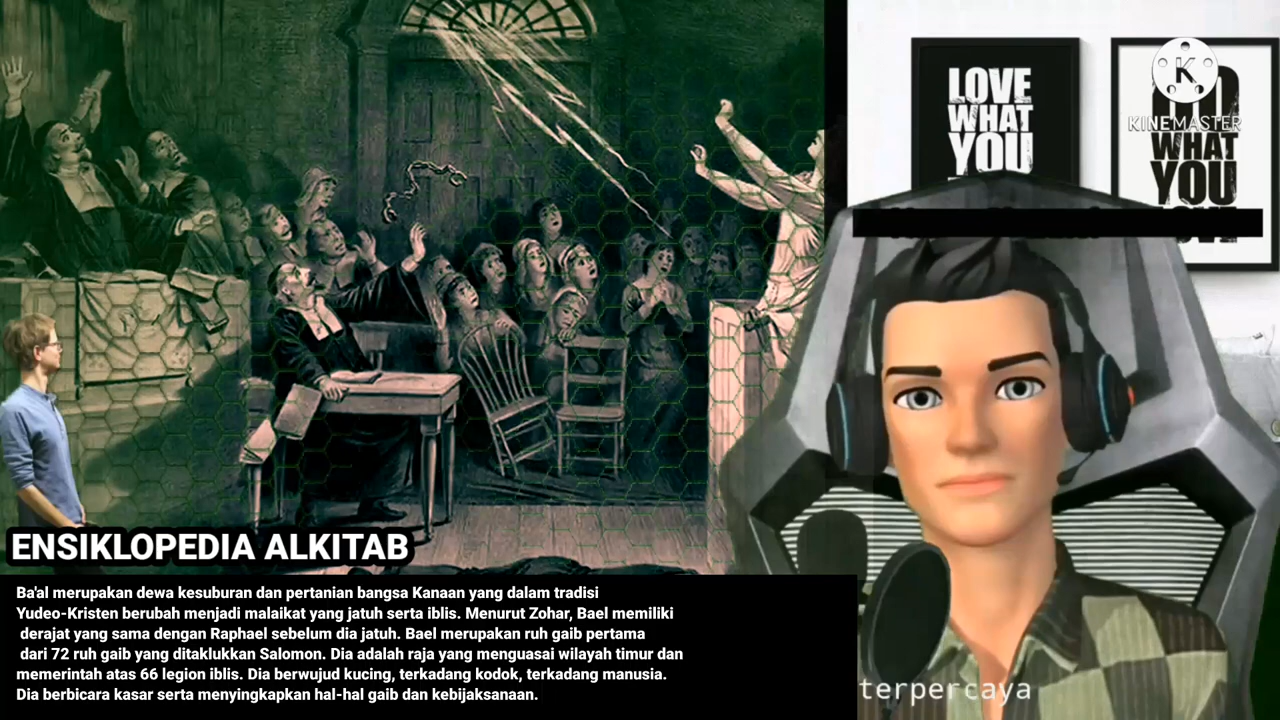 LOVE
WHAT
YOU
WHAT
YOU
KINEMASTER
ENSIKLOPEDIA ALKITAB
Ba'al merupakan dewa kesuburan dan pertanian bangsa Kanaan yang dalam tradisi
Yudeo-Kristen berubah menjadi malaikat yang jatuh serta iblis. Menurut Zohar, Bael memiliki
derajat yang sama dengan Raphael sebelum dia jatuh. Bael merupakan ruh gaib pertama
dari 72 ruh gaib yang ditaklukkan Salomon. Dia adalah raja yang menguasai wilayah timur dan
memerintah atas 66 legion iblis. Dia berwujud kucing, terkadang kodok, terkadang manusia.
Dia berbicara kasar serta menyingkapkan hal-hal gaib dan kebijaksanaan.
terpercaya